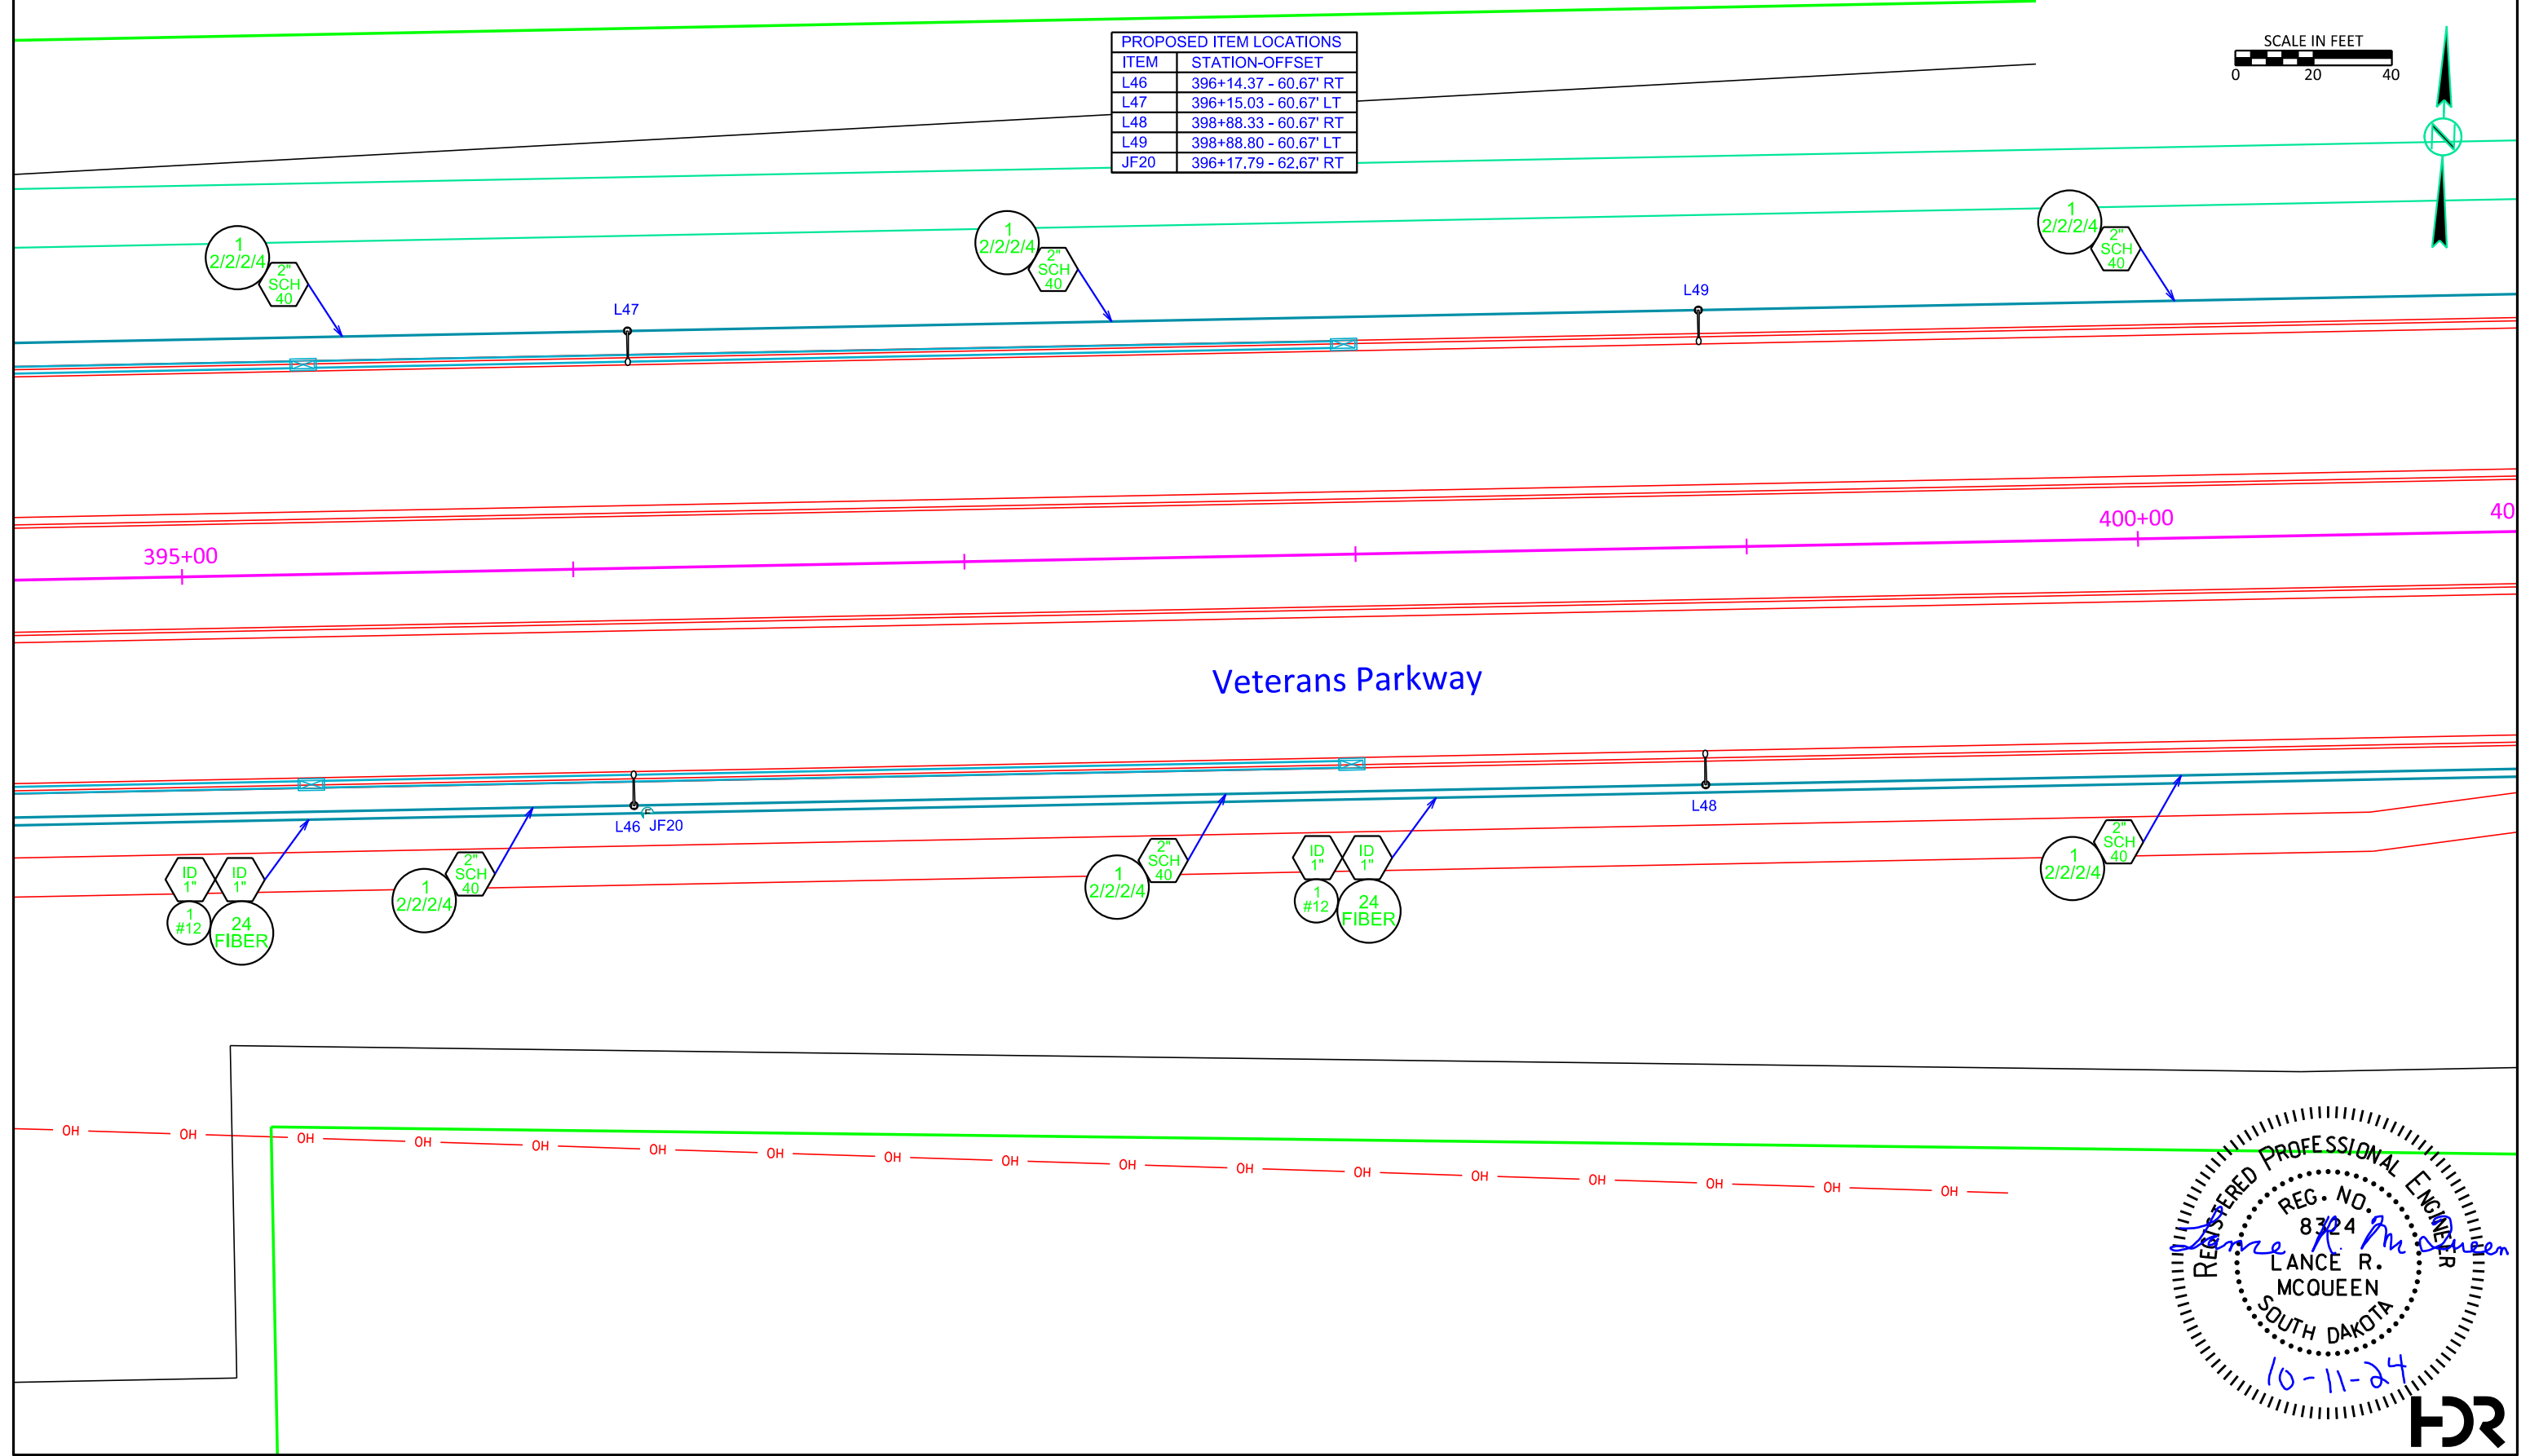 PROPOSED ITEM LOCATIONS
ITEM STATION-OFFSET
L46 396+14.37 - 60.67' RT
L47 396+15.03 - 60.67' LT
L48 398+88.33 - 60.67' RT
L49 398+88.80 - 60.67' LT
JF20 396+17.79 - 62.67' RT
SCALE IN FEET
0 20 40
N
1
2/2/2/4
2"
SCH
40
1
2/2/2/4
2"
SCH
40
1
2/2/2/4
2"
SCH
40
L47
L49
395+00
400+00
40
Veterans Parkway
L46 JF20
L48
F
ID
1"
ID
1"
1
#12
24
FIBER
1
2/2/2/4
2"
SCH
40
1
2/2/2/4
2"
SCH
40
ID
1"
ID
1"
1
#12
24
FIBER
1
2/2/2/4
2"
SCH
40
OH OH OH OH OH OH OH OH OH OH OH OH OH OH OH OH OH
REGISTERED PROFESSIONAL ENGINEER
REG. NO.
8324
LANCE R.
MCQUEEN
SOUTH DAKOTA
Lance R. McQueen
10-11-24
HDR